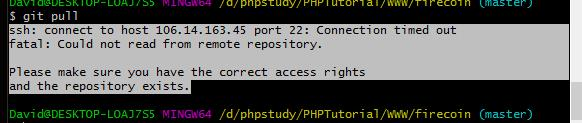 David@DESKTOP-LOAJ7S5 MINGW64 /d/phpstudy/PHPTutorial/WWW/firecoin (master)
$ git pull
ssh: connect to host 106.14.163.45 port 22: Connection timed out
fatal: Could not read from remote repository.
Please make sure you have the correct access rights
and the repository exists.
David@DESKTOP-LOAJ7S5 MINGW64 /d/phpstudy/PHPTutorial/WWW/firecoin (master)